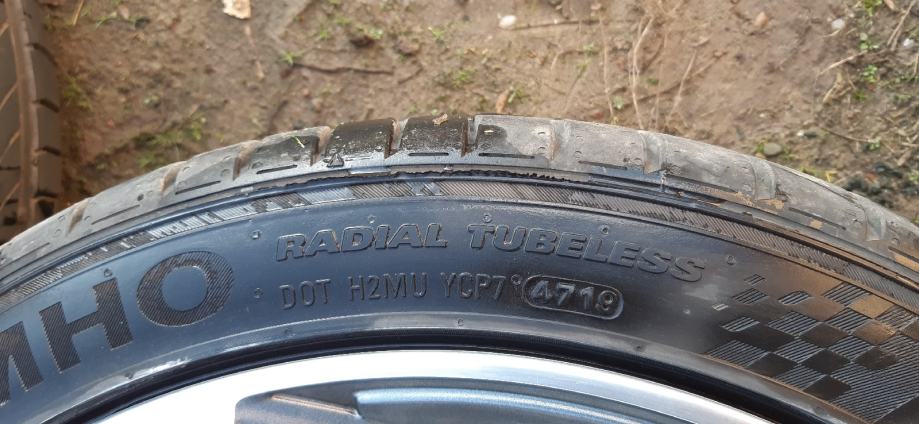 MHO
RADIAL TUBELESS
DOT H2MU YCP7 4719